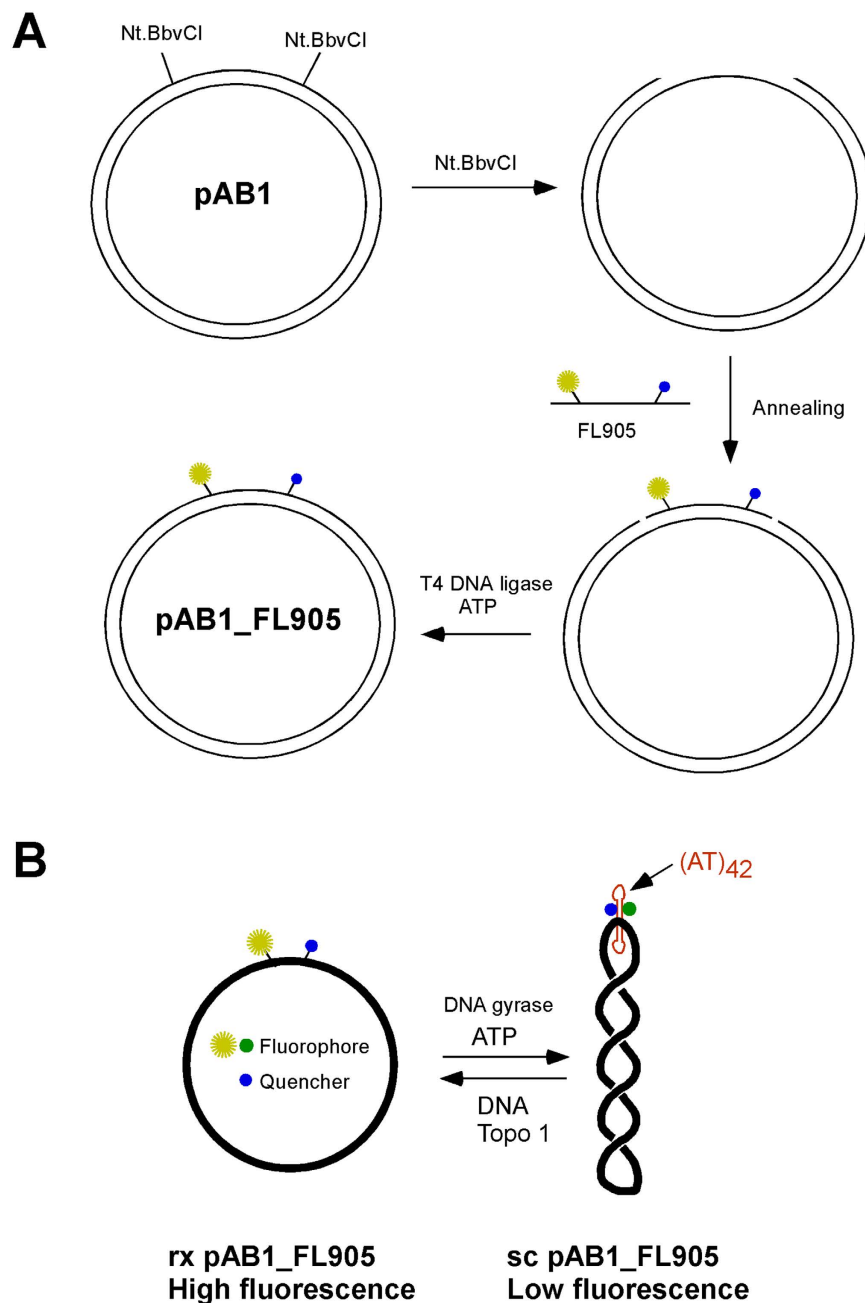 A
Nt.BbvCI
Nt.BbvCI
pAB1
Nt.BbvCI
FL905
Annealing
T4 DNA ligase
ATP
pAB1_FL905
B
(AT)42
DNA gyrase
ATP
Fluorophore
Quencher
DNA
Topo 1
rx pAB1_FL905
High fluorescence
sc pAB1_FL905
Low fluorescence